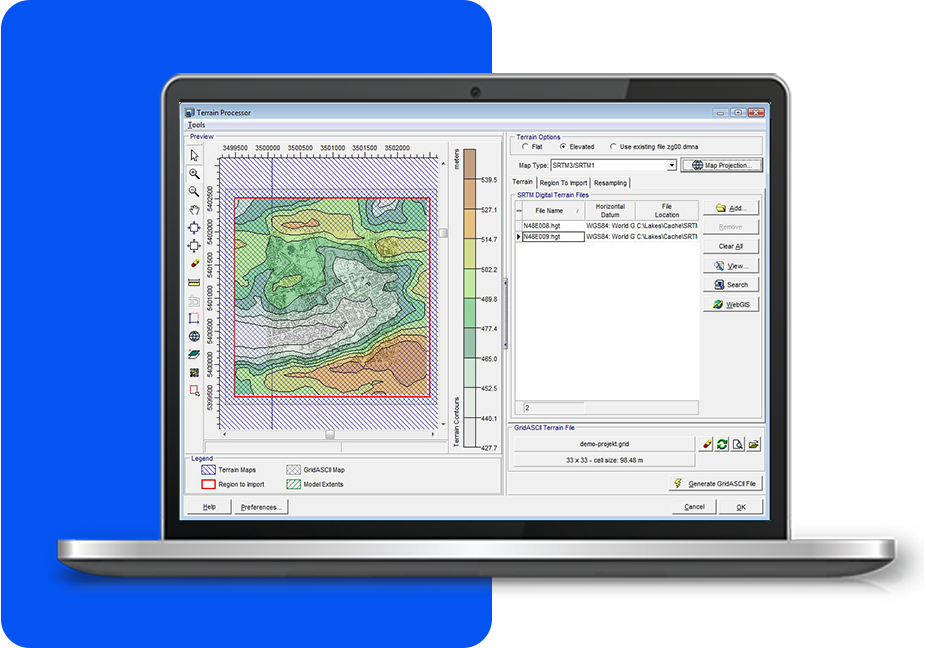 Terrain Processor
Tools
Preview
3499500 3500000 3500500 3501000 3501500 3502000
meters
539.5
527.1
514.7
502.2
489.8
477.4
465.0
452.5
440.1
427.7
Terrain Contours
5402500
5402000
5401500
5401000
5400500
5400000
5399500
Legend
Terrain Maps
GridASCII Map
Region to Import
Model Extents
Help
Preferences...
Terrain Options
Flat
Elevated
Use existing file zg00.dmna
Map Type:
SRTM3/SRTM1
Map Projection...
Terrain
Region To Import
Resampling
SRTM Digital Terrain Files
File Name /
Horizontal Datum
File Location
N48E008.hgt WGS84: World G C:\Lakes\Cache\SRTM
N48E009.hgt WGS84: World G C:\Lakes\Cache\SRTM
Add...
Remove
Clear All
View...
Search
WebGIS
2
GridASCII Terrain File
demo-projekt.grid
33 x 33 - cell size: 98.48 m
Generate GridASCII File
Cancel
OK